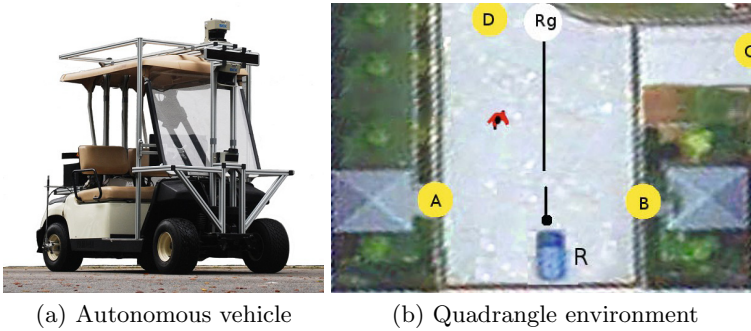 D
Rg
C
A
B
R
(a) Autonomous vehicle
(b) Quadrangle environment